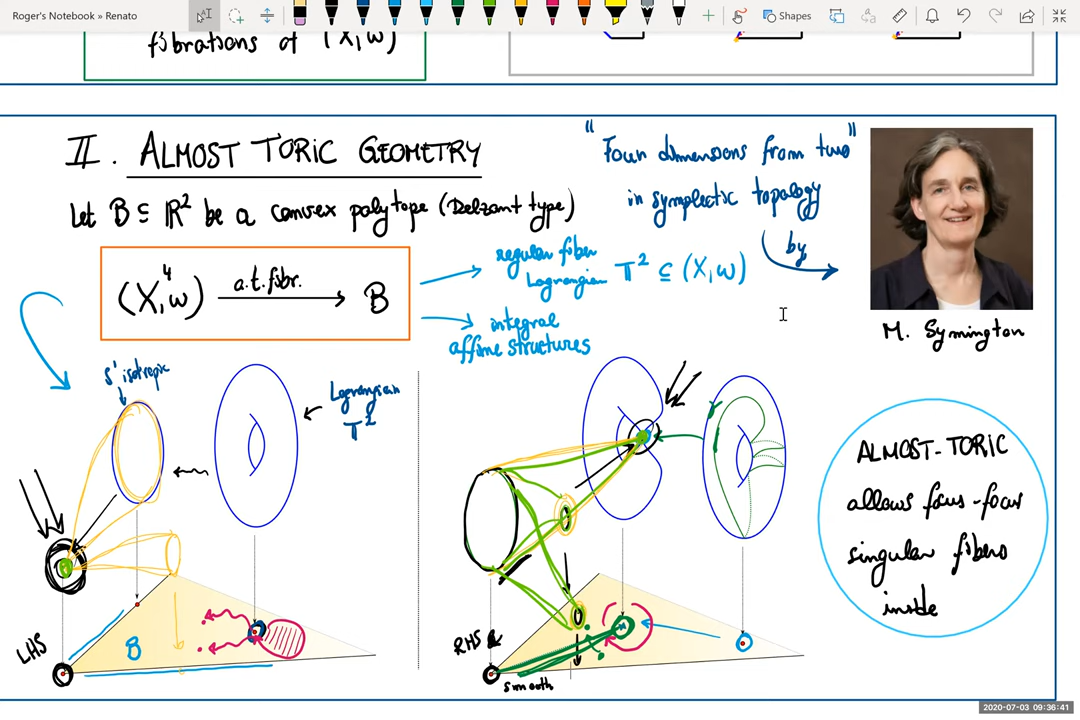 Roger's Notebook » Renato
Shapes
fibrations of (X, ω)
II. ALMOST TORIC GEOMETRY
Let B ⊆ ℝ² be a convex polytope (Delzant type)
"Four dimensions from two"
in symplectic topology
by
M. Symington
(X⁴, ω) a.t. fibr. → B
regular fiber
Lagrangian 𝕋² ⊆ (X, ω)
integral
affine structures
S¹ isotropic
Lagrangian
𝕋²
γ
ALMOST-TORIC
allows focus-focus
singular fibers
inside
LHS
B
RHS
smooth
2020-07-03 09:36:41